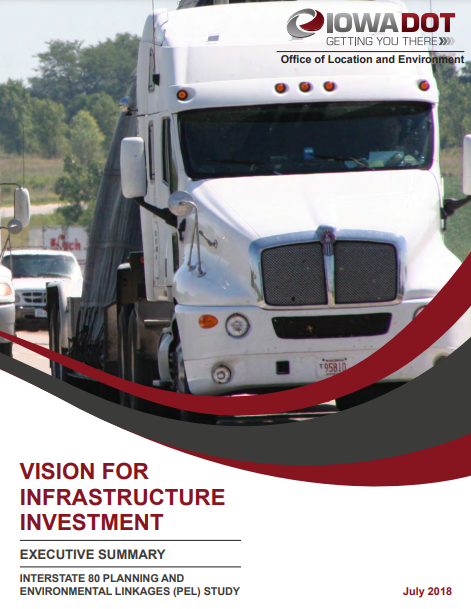 IOWADOT
GETTING YOU THERE
Office of Location and Environment
VISION FOR
INFRASTRUCTURE
INVESTMENT
EXECUTIVE SUMMARY
INTERSTATE 80 PLANNING AND
ENVIRONMENTAL LINKAGES (PEL) STUDY
July 2018